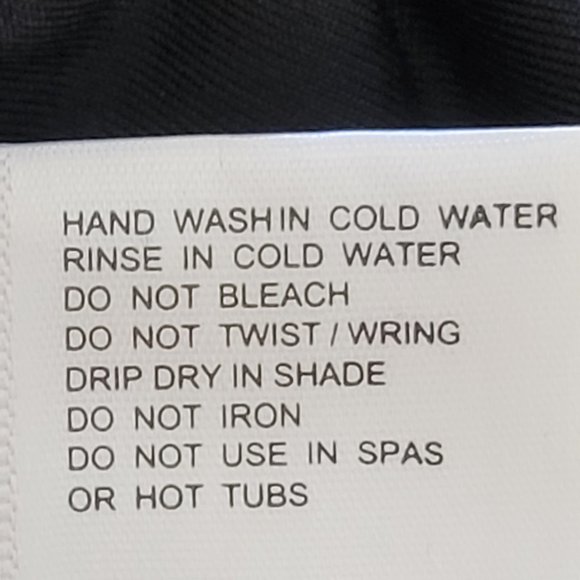 HAND WASHIN COLD WATER
RINSE IN COLD WATER
DO NOT BLEACH
DO NOT TWIST / WRING
DRIP DRY IN SHADE
DO NOT IRON
DO NOT USE IN SPAS
OR HOT TUBS